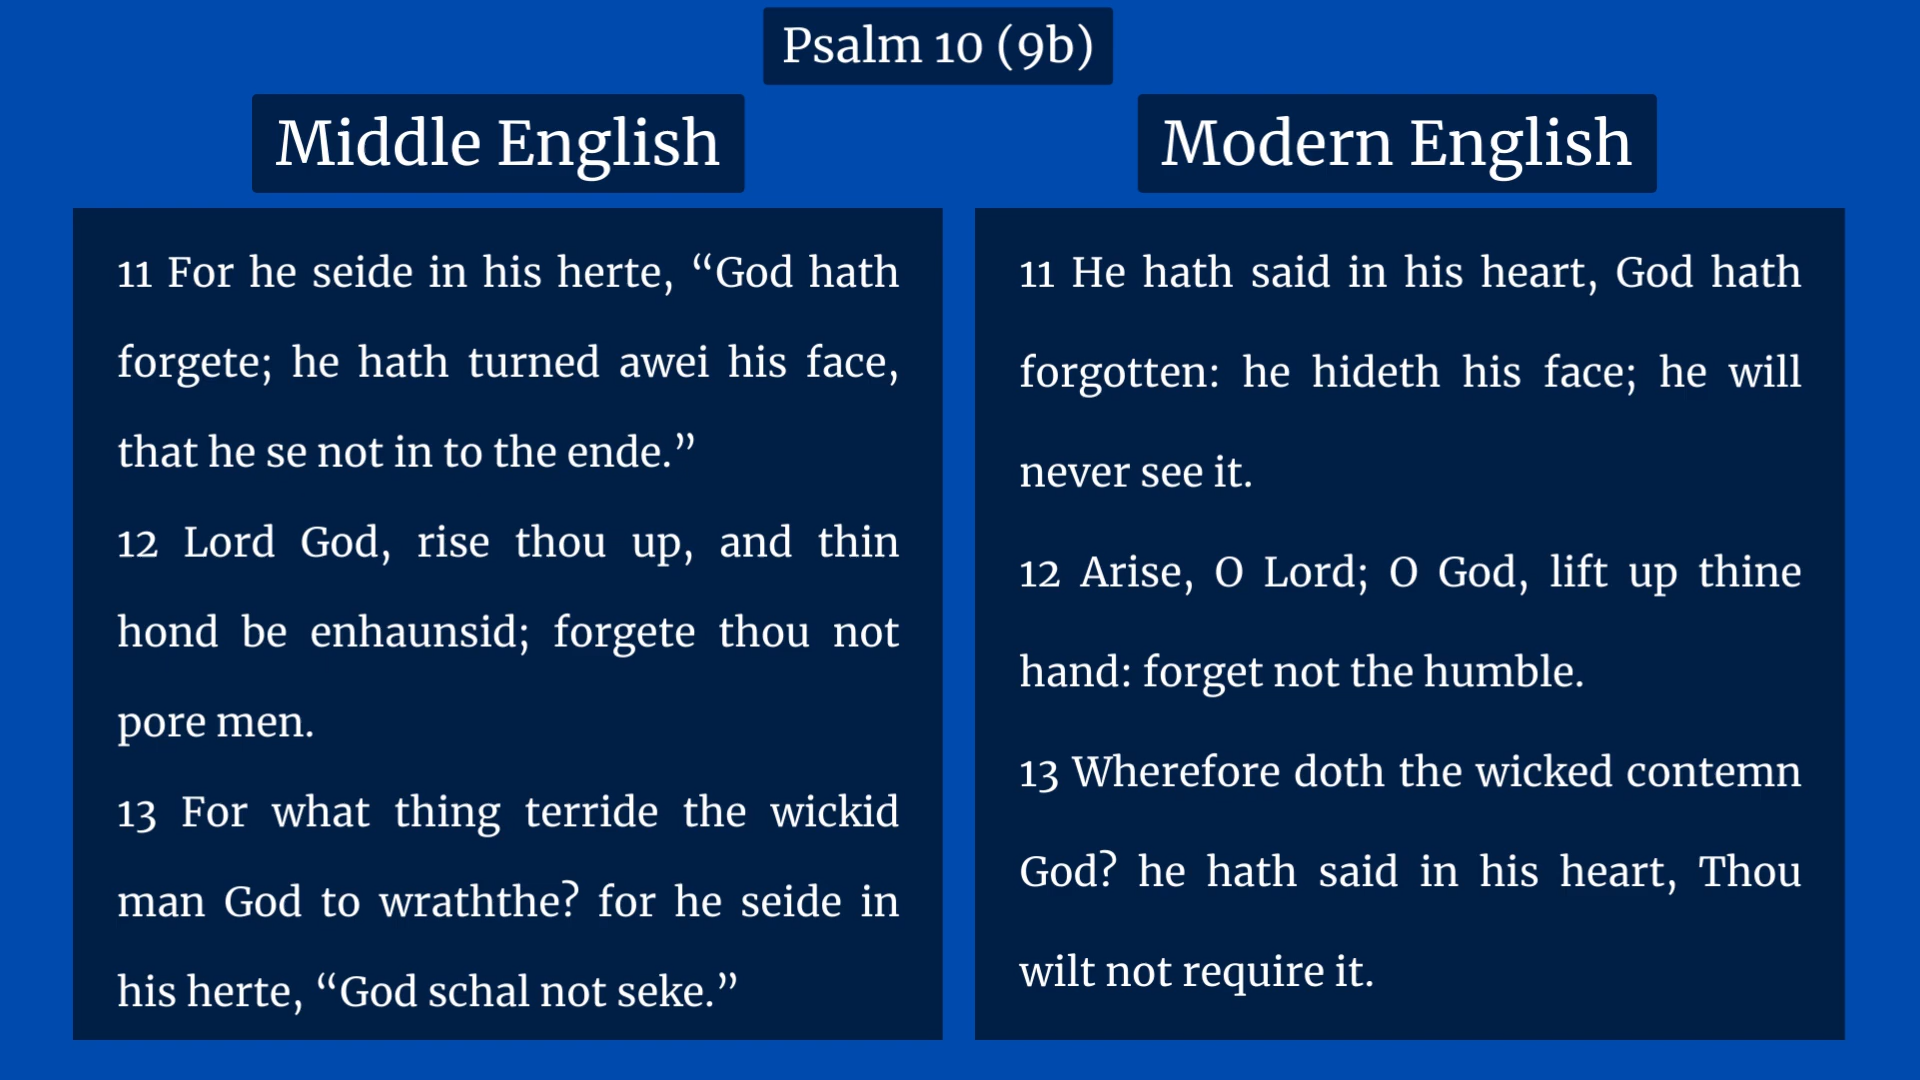 Psalm 10 (9b)
Middle English
11 For he seide in his herte, “God hath
forgete; he hath turned awei his face,
that he se not in to the ende.”
12 Lord God, rise thou up, and thin
hond be enhaunsid; forgete thou not
pore men.
13 For what thing terride the wickid
man God to wraththe? for he seide in
his herte, “God schal not seke.”
Modern English
11 He hath said in his heart, God hath
forgotten: he hideth his face; he will
never see it.
12 Arise, O Lord; O God, lift up thine
hand: forget not the humble.
13 Wherefore doth the wicked contemn
God? he hath said in his heart, Thou
wilt not require it.